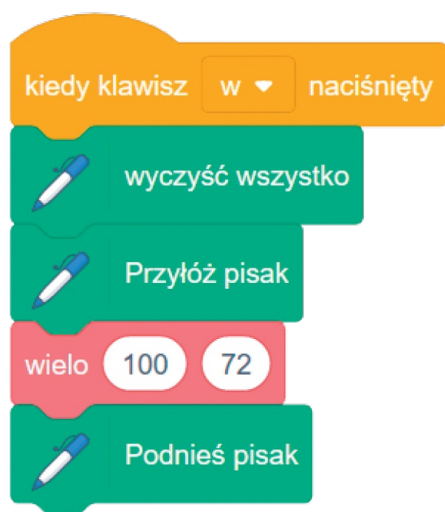 kiedy klawisz w naciśnięty
wyczyść wszystko
Przyłóż pisak
wielo 100 72
Podnieś pisak